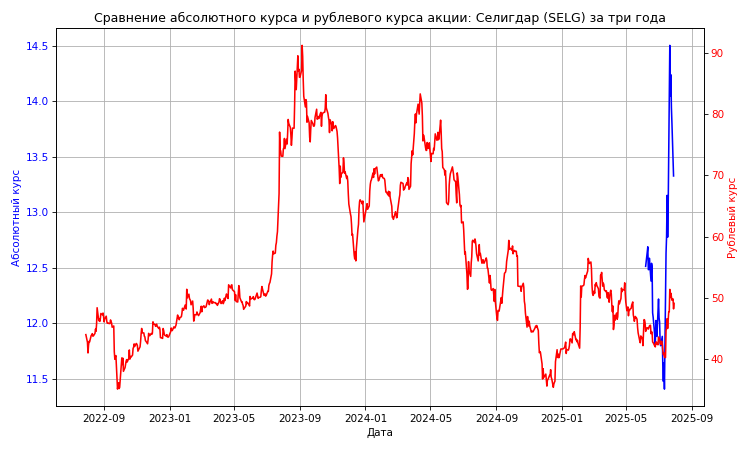 Сравнение абсолютного курса и рублевого курса акции: Селигдар (SELG) за три года
Абсолютный курс
14.5
14.0
13.5
13.0
12.5
12.0
11.5
90
80
70
60
50
40
Рублевый курс
2022-09 2023-01 2023-05 2023-09 2024-01 2024-05 2024-09 2025-01 2025-05 2025-09
Дата